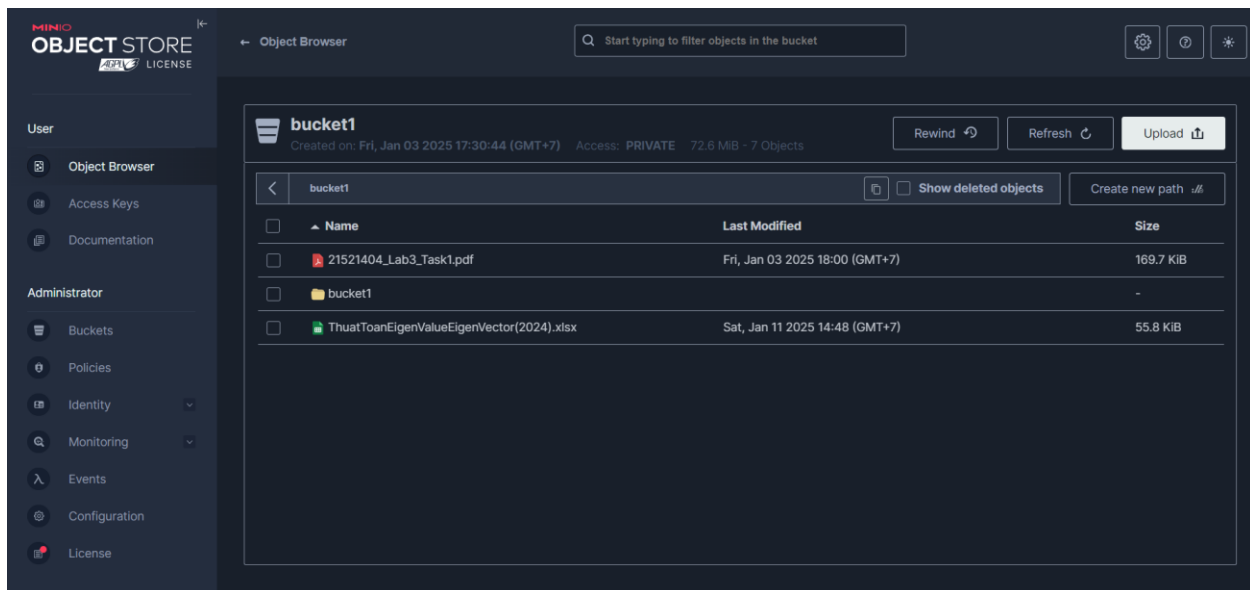 MINIO
OBJECT STORE
AGPLV3 LICENSE
User
Object Browser
Access Keys
Documentation
Administrator
Buckets
Policies
Identity
Monitoring
Events
Configuration
License
← Object Browser
Start typing to filter objects in the bucket
bucket1
Created on: Fri, Jan 03 2025 17:30:44 (GMT+7) Access: PRIVATE 72.6 MiB - 7 Objects
Rewind Refresh Upload
bucket1 Show deleted objects Create new path
Name Last Modified Size
21521404_Lab3_Task1.pdf Fri, Jan 03 2025 18:00 (GMT+7) 169.7 KiB
bucket1 -
ThuatToanEigenValueEigenVector(2024).xlsx Sat, Jan 11 2025 14:48 (GMT+7) 55.8 KiB